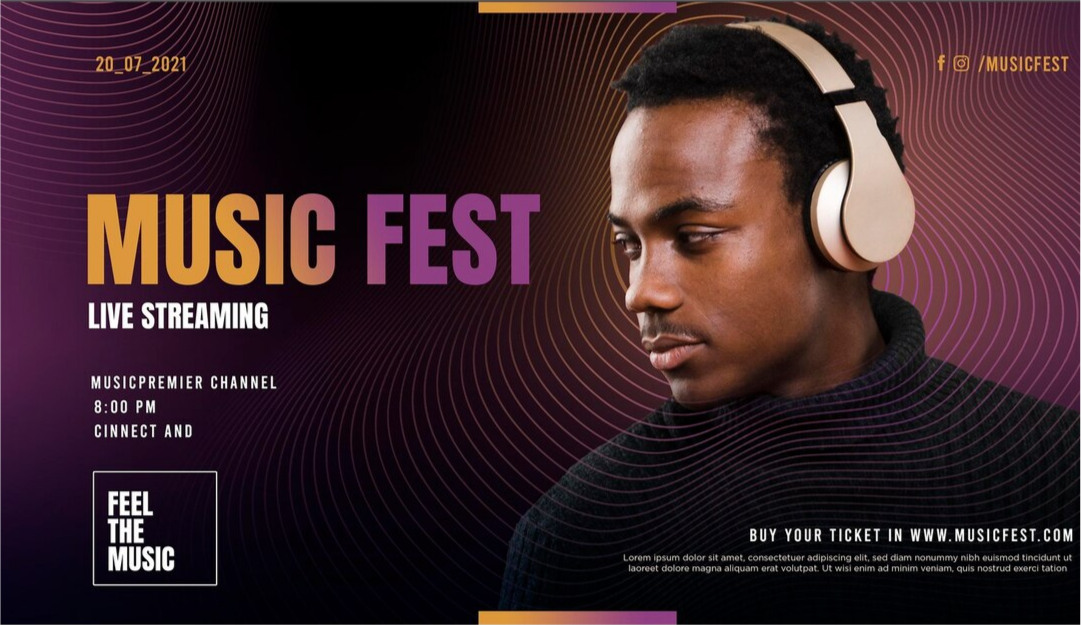 20_07_2021
/MUSICFEST
MUSIC FEST
LIVE STREAMING
MUSICPREMIER CHANNEL
8:00 PM
CINNECT AND
FEEL
THE
MUSIC
BUY YOUR TICKET IN WWW.MUSICFEST.COM
Lorem ipsum dolor sit amet, consectetuer adipiscing elit, sed diam nonummy nibh euismod tincidunt ut
laoreet dolore magna aliquam erat volutpat. Ut wisi enim ad minim veniam, quis nostrud exerci tation